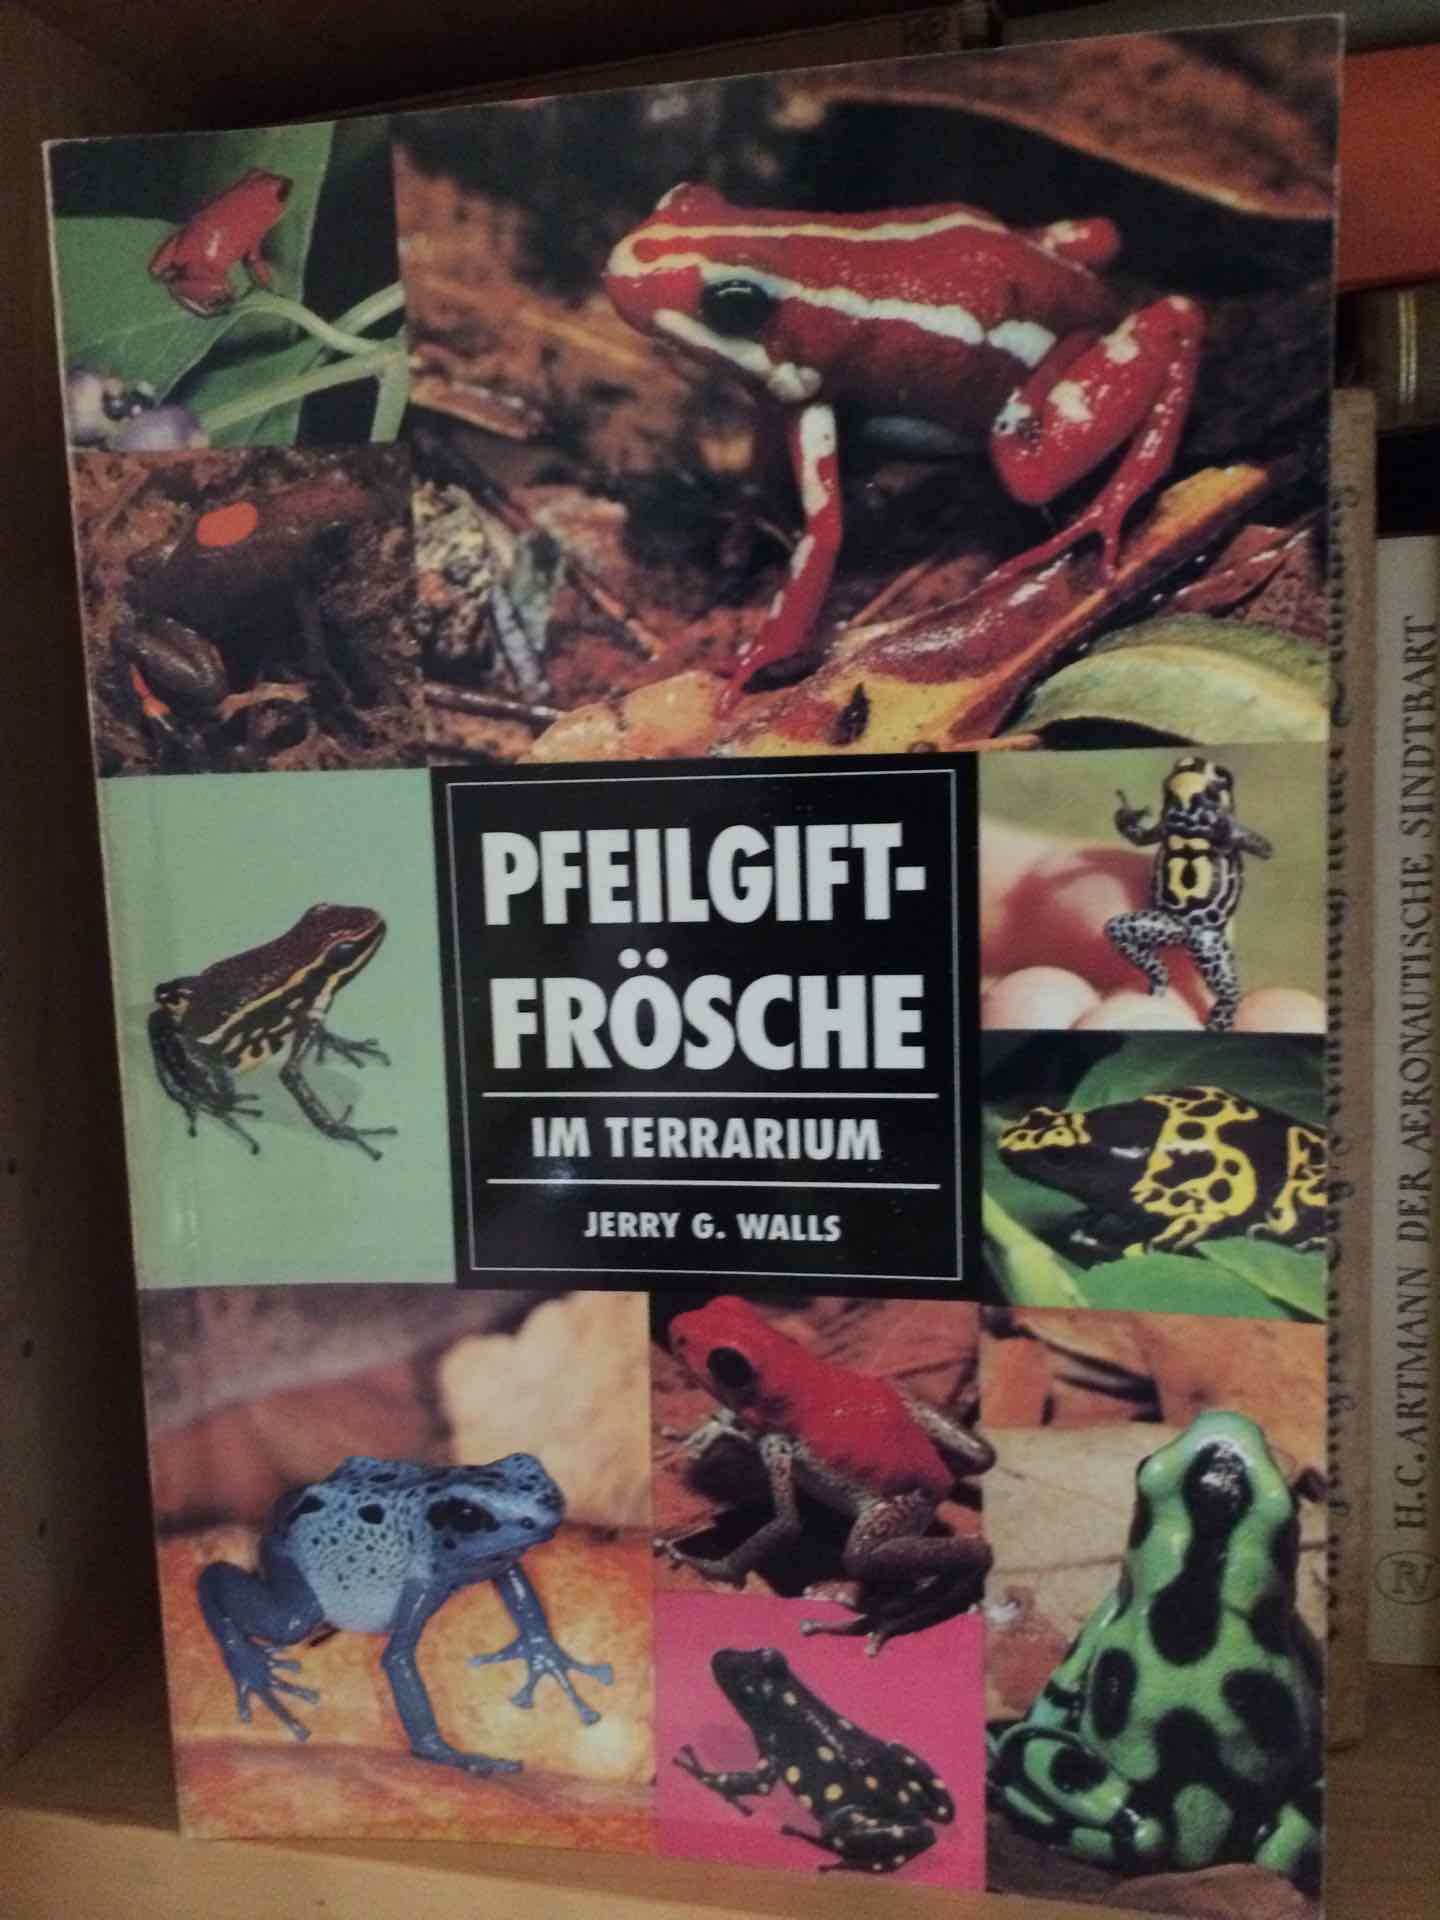 PFEILGIFT-
FRÖSCHE
IM TERRARIUM
JERRY G. WALLS
H.C. ARTMANN DER AERONAUTISCHE SINDTBART